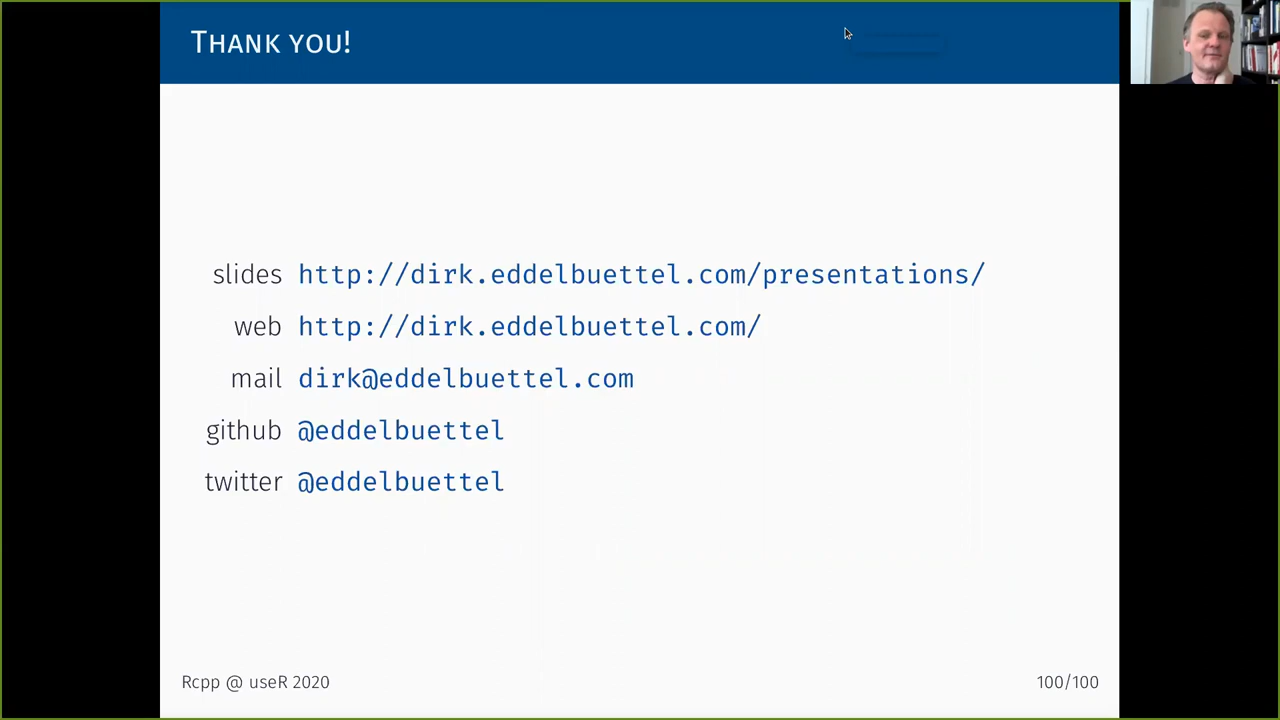 THANK YOU!
slides http://dirk.eddelbuettel.com/presentations/
web http://dirk.eddelbuettel.com/
mail dirk@eddelbuettel.com
github @eddelbuettel
twitter @eddelbuettel
Rcpp @ useR 2020 100/100